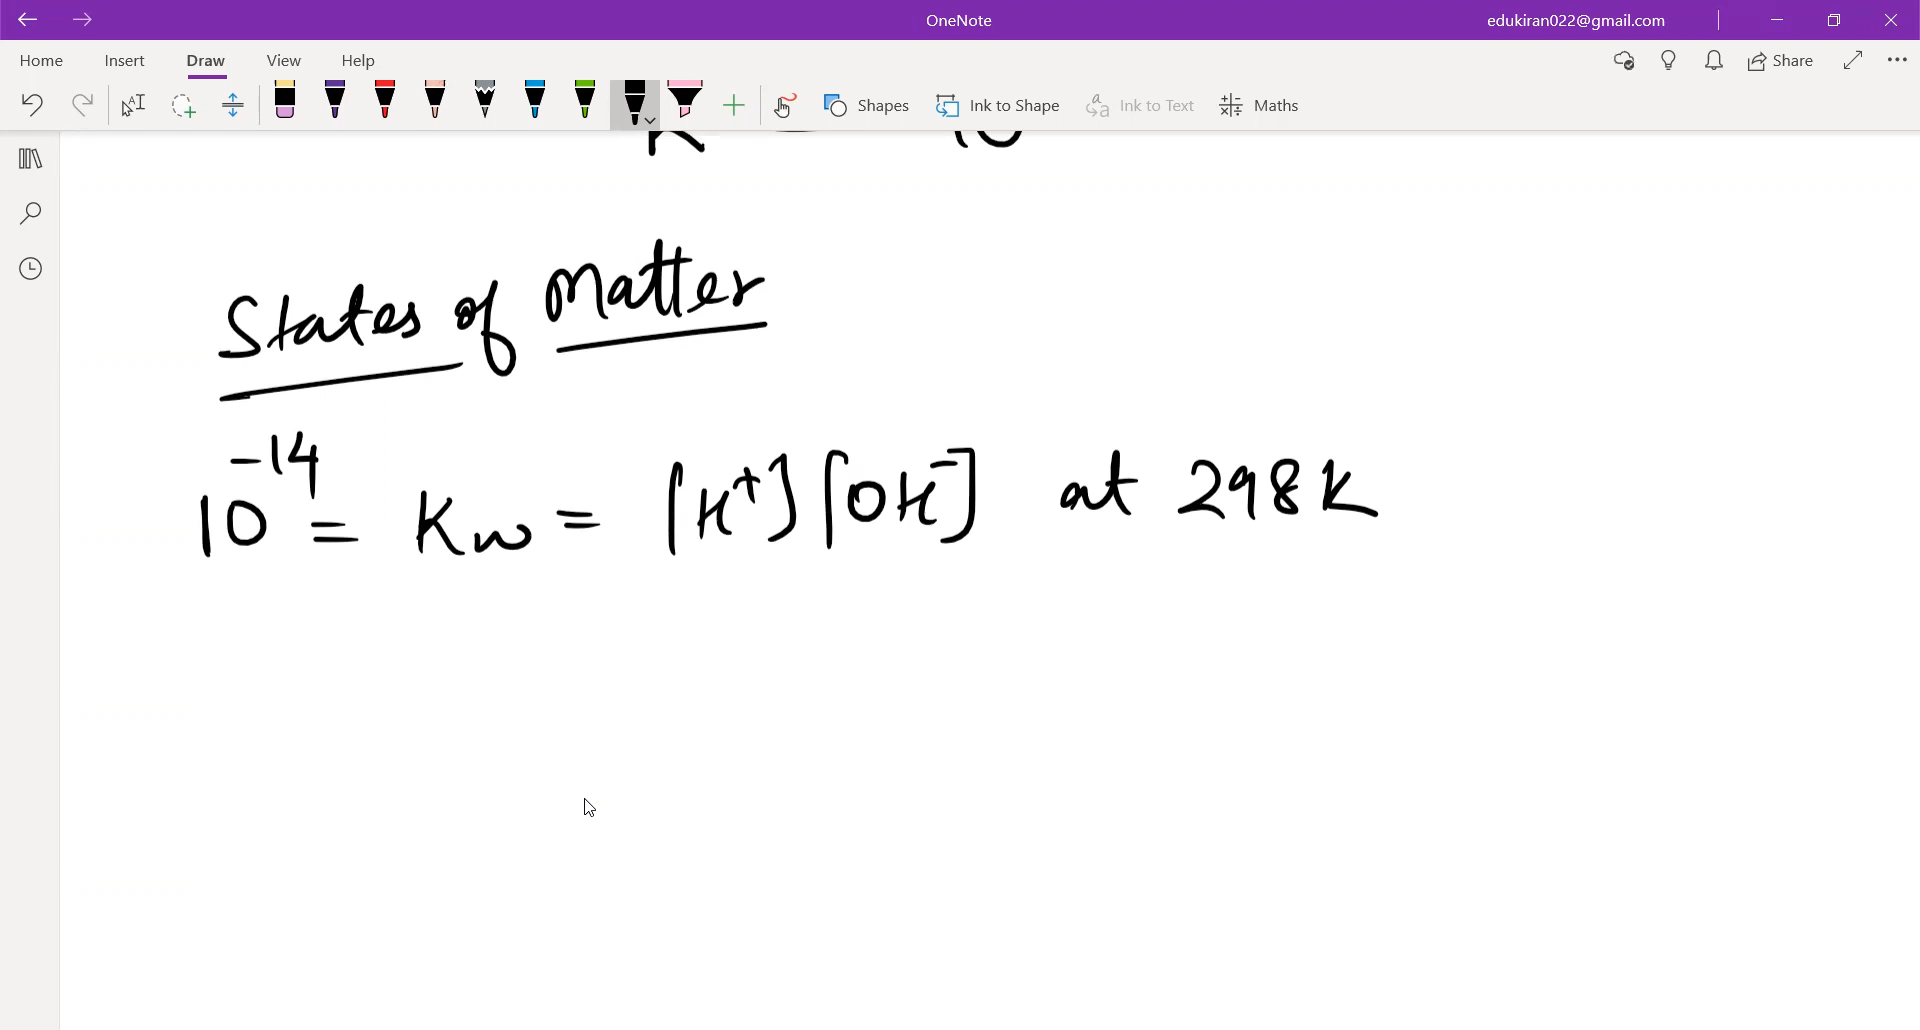 OneNote
edukiran022@gmail.com
Home Insert Draw View Help
Share
Shapes Ink to Shape Ink to Text Maths
K = 10
States of Matter
10⁻¹⁴ = Kw = [H⁺][OH⁻] at 298K